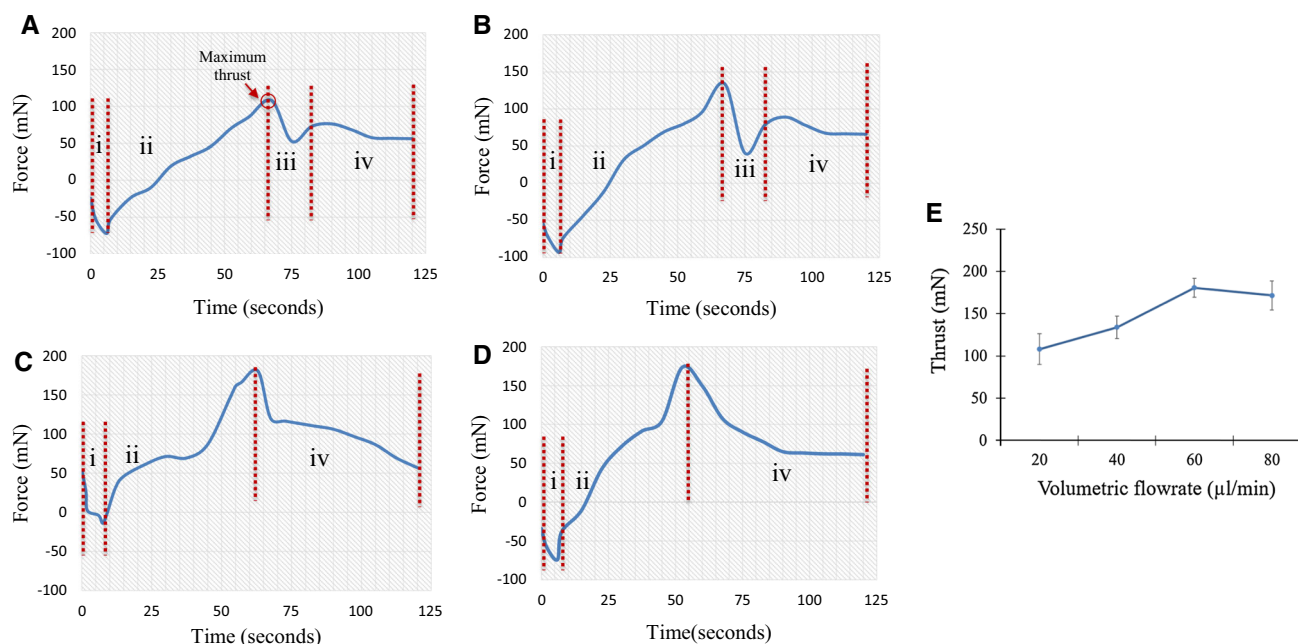 A
Force (mN)
200
150
100
50
0
-50
-100
Maximum
thrust
i
ii
iii
iv
0 25 50 75 100 125
Time (seconds)
B
Force (mN)
200
150
100
50
0
-50
-100
i
ii
iii
iv
0 25 50 75 100 125
Time (seconds)
C
Force (mN)
200
150
100
50
0
-50
-100
i
ii
iv
0 25 50 75 100 125
Time (seconds)
D
Force (mN)
200
150
100
50
0
-50
-100
i
ii
iv
0 25 50 75 100 125
Time(seconds)
E
Thrust (mN)
250
200
150
100
50
0
20 40 60 80
Volumetric flowrate (µl/min)